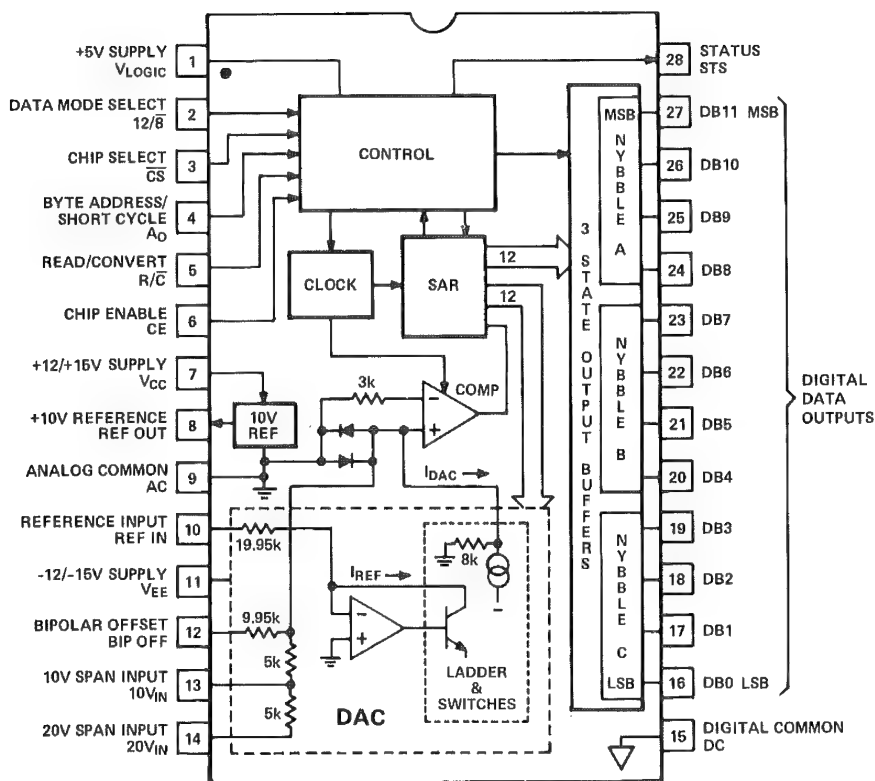 +5V SUPPLY
VLOGIC
1
DATA MODE SELECT
12/8̅
2
CHIP SELECT
C̅S̅
3
BYTE ADDRESS/
SHORT CYCLE
AO
4
READ/CONVERT
R/C̅
5
CHIP ENABLE
CE
6
+12/+15V SUPPLY
VCC
7
+10V REFERENCE
REF OUT
8
ANALOG COMMON
AC
9
REFERENCE INPUT
REF IN
10
-12/-15V SUPPLY
VEE
11
BIPOLAR OFFSET
BIP OFF
12
10V SPAN INPUT
10VIN
13
20V SPAN INPUT
20VIN
14
CONTROL
CLOCK
SAR
12
12
3k
COMP
−
+
10V
REF
IDAC
19.95k
IREF
8k
−
9.95k
−
+
5k
5k
LADDER
&
SWITCHES
DAC
3 STATE OUTPUT BUFFERS
MSB
NYBBLE A
NYBBLE B
NYBBLE C
LSB
28
STATUS
STS
27
DB11 MSB
26
DB10
25
DB9
24
DB8
23
DB7
22
DB6
21
DB5
20
DB4
19
DB3
18
DB2
17
DB1
16
DB0 LSB
15
DIGITAL COMMON
DC
DIGITAL
DATA
OUTPUTS